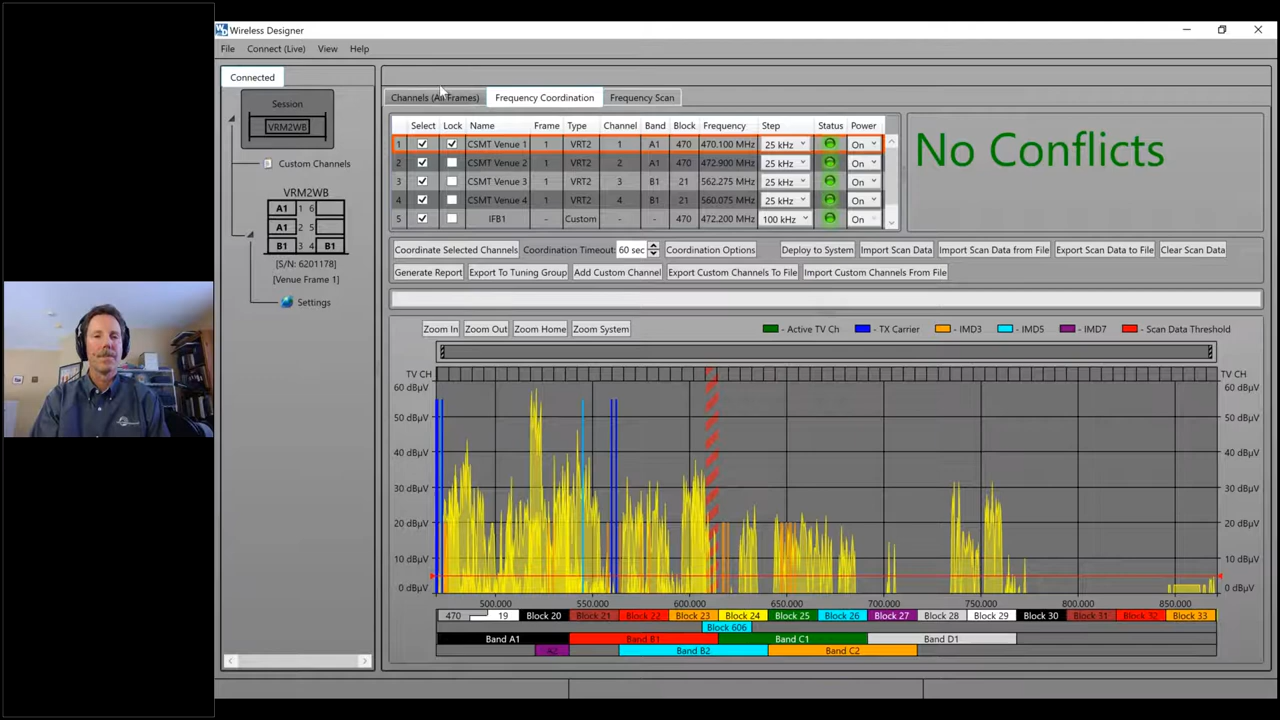 Wireless Designer
File Connect (Live) View Help
Connected
Session
VRM2WB
Custom Channels
VRM2WB
A1 1 6
A1 2 5
B1 3 4 B1
[S/N: 6201178]
[Venue Frame 1]
Settings
Channels (All Frames) Frequency Coordination Frequency Scan
Select Lock Name Frame Type Channel Band Block Frequency Step Status Power
1 CSMT Venue 1 1 VRT2 1 A1 470 470.100 MHz 25 kHz On
2 CSMT Venue 2 1 VRT2 2 A1 470 472.900 MHz 25 kHz On
3 CSMT Venue 3 1 VRT2 3 B1 21 562.275 MHz 25 kHz On
4 CSMT Venue 4 1 VRT2 4 B1 21 560.075 MHz 25 kHz On
5 IFB1 - Custom - - 470 472.200 MHz 100 kHz On
No Conflicts
Coordinate Selected Channels Coordination Timeout: 60 sec Coordination Options Deploy to System Import Scan Data Import Scan Data from File Export Scan Data to File Clear Scan Data
Generate Report Export To Tuning Group Add Custom Channel Export Custom Channels To File Import Custom Channels From File
Zoom In Zoom Out Zoom Home Zoom System - Active TV Ch - TX Carrier - IMD3 - IMD5 - IMD7 - Scan Data Threshold
TV CH TV CH
60 dBµV 60 dBµV
50 dBµV 50 dBµV
40 dBµV 40 dBµV
30 dBµV 30 dBµV
20 dBµV 20 dBµV
10 dBµV 10 dBµV
0 dBµV 0 dBµV
500.000 550.000 600.000 650.000 700.000 750.000 800.000 850.000
470 19 Block 20 Block 21 Block 22 Block 23 Block 24 Block 25 Block 26 Block 27 Block 28 Block 29 Block 30 Block 31 Block 32 Block 33
Block 606
Band A1 Band B1 Band C1 Band D1
A2 Band B2 Band C2